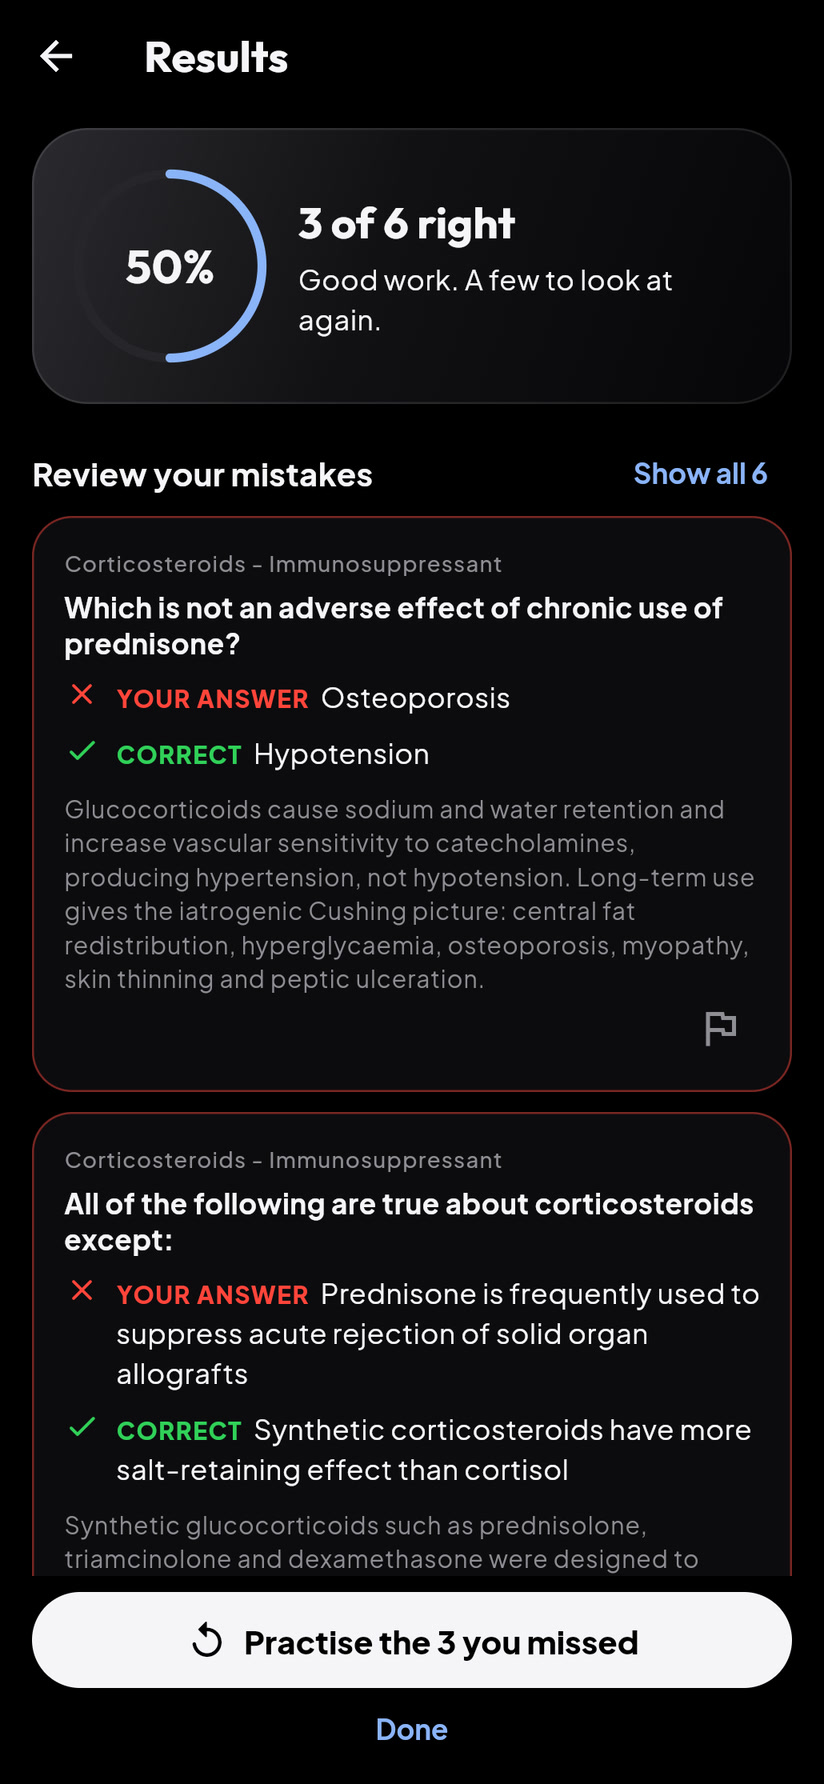 Results
50%
3 of 6 right
Good work. A few to look at
again.
Review your mistakes
Show all 6
Corticosteroids - Immunosuppressant
Which is not an adverse effect of chronic use of
prednisone?
YOUR ANSWER Osteoporosis
CORRECT Hypotension
Glucocorticoids cause sodium and water retention and
increase vascular sensitivity to catecholamines,
producing hypertension, not hypotension. Long-term use
gives the iatrogenic Cushing picture: central fat
redistribution, hyperglycaemia, osteoporosis, myopathy,
skin thinning and peptic ulceration.
Corticosteroids - Immunosuppressant
All of the following are true about corticosteroids
except:
YOUR ANSWER Prednisone is frequently used to
suppress acute rejection of solid organ
allografts
CORRECT Synthetic corticosteroids have more
salt-retaining effect than cortisol
Synthetic glucocorticoids such as prednisolone,
triamcinolone and dexamethasone were designed to
Practise the 3 you missed
Done